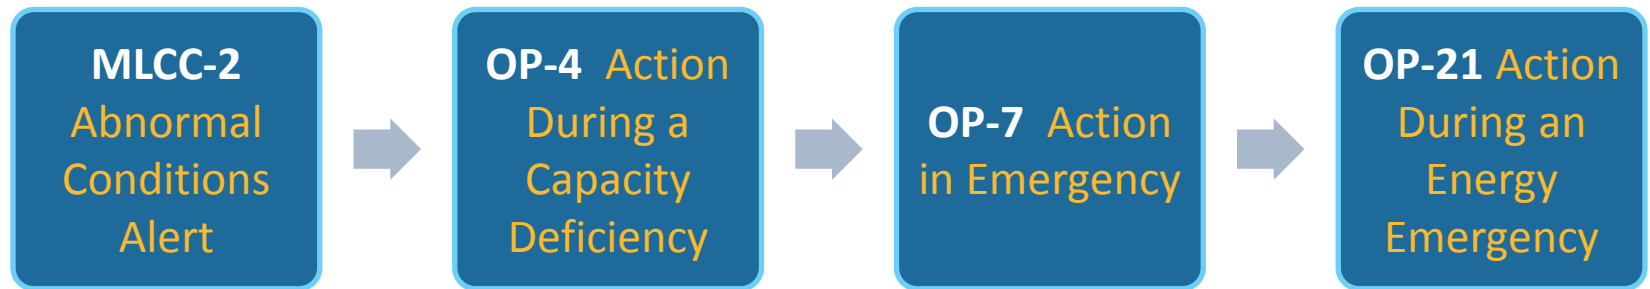 MLCC-2
Abnormal
Conditions
Alert
OP-4 Action
During a
Capacity
Deficiency
OP-7 Action
in Emergency
OP-21 Action
During an
Energy
Emergency